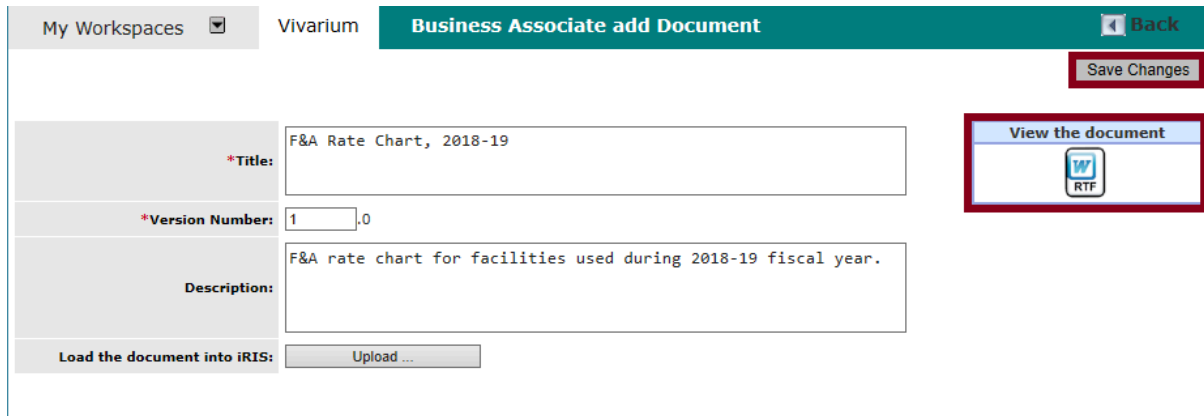 My Workspaces Vivarium Business Associate add Document Back
Save Changes
*Title: F&A Rate Chart, 2018-19
View the document
W
RTF
*Version Number: 1 .0
Description: F&A rate chart for facilities used during 2018-19 fiscal year.
Load the document into iRIS: Upload ...